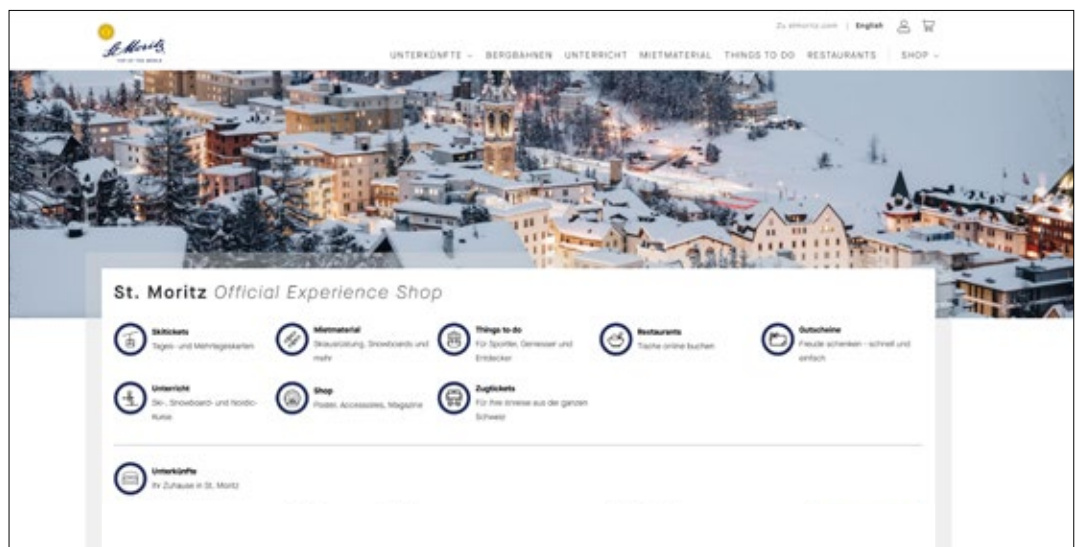 Zu stmoritz.com | English
St. Moritz
TOP OF THE WORLD
UNTERKÜNFTE BERGBAHNEN UNTERRICHT MIETMATERIAL THINGS TO DO RESTAURANTS SHOP
St. Moritz Official Experience Shop
Skitickets
Tages- und Mehrtageskarten
Mietmaterial
Skiausrüstung, Snowboards und
mehr
Things to do
Für Sportler, Geniesser und
Entdecker
Restaurants
Tische online buchen
Gutscheine
Freude schenken - schnell und
einfach
Unterricht
Ski-, Snowboard- und Nordic-
Kurse
Shop
Poster, Accessoires, Magazine
Zugtickets
Für Ihre Anreise aus der ganzen
Schweiz
Unterkünfte
Ihr Zuhause in St. Moritz